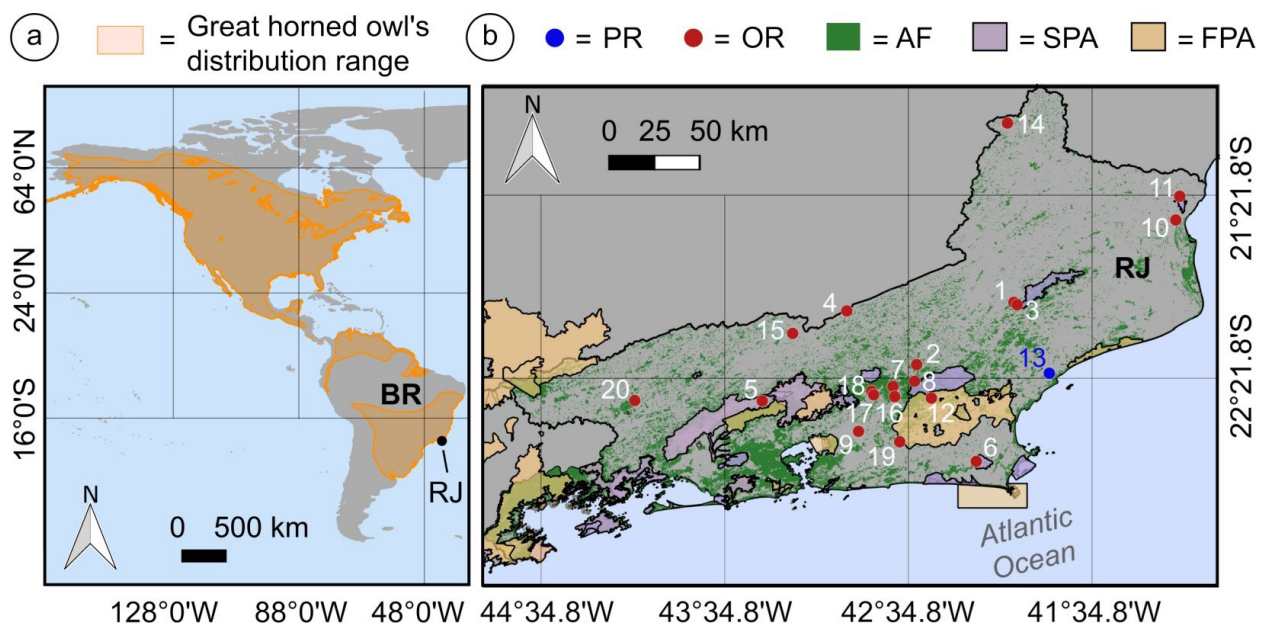 a
= Great horned owl's
distribution range
b
= PR
= OR
= AF
= SPA
= FPA
N
64°0'N
24°0'N
16°S
BR
RJ
N
0 500 km
128°0'W
88°0'W
48°0'W
N
0 25 50 km
14
11
10
RJ
1
3
4
15
13
2
7
8
18
20
5
17
16
12
9
19
6
Atlantic
Ocean
21°21.8'S
22°21.8'S
44°34.8'W
43°34.8'W
42°34.8'W
41°34.8'W